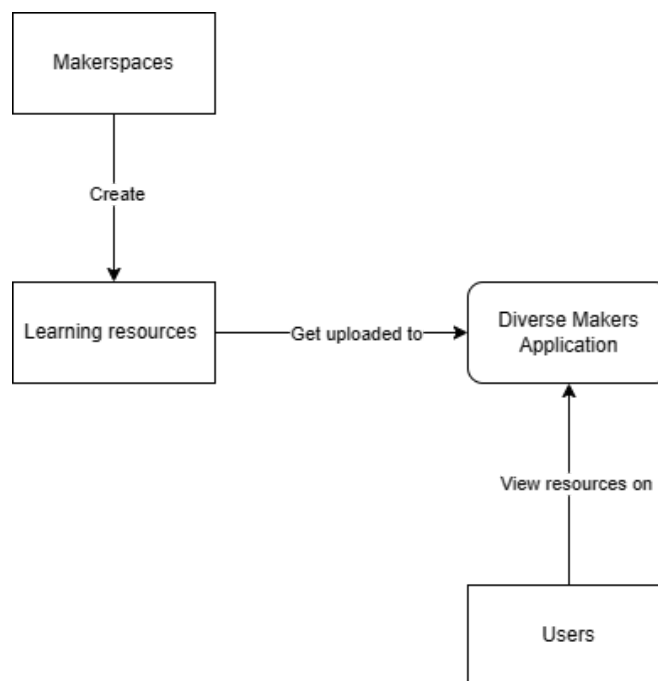 Makerspaces
Create
Learning resources
Get uploaded to
Diverse Makers
Application
View resources on
Users